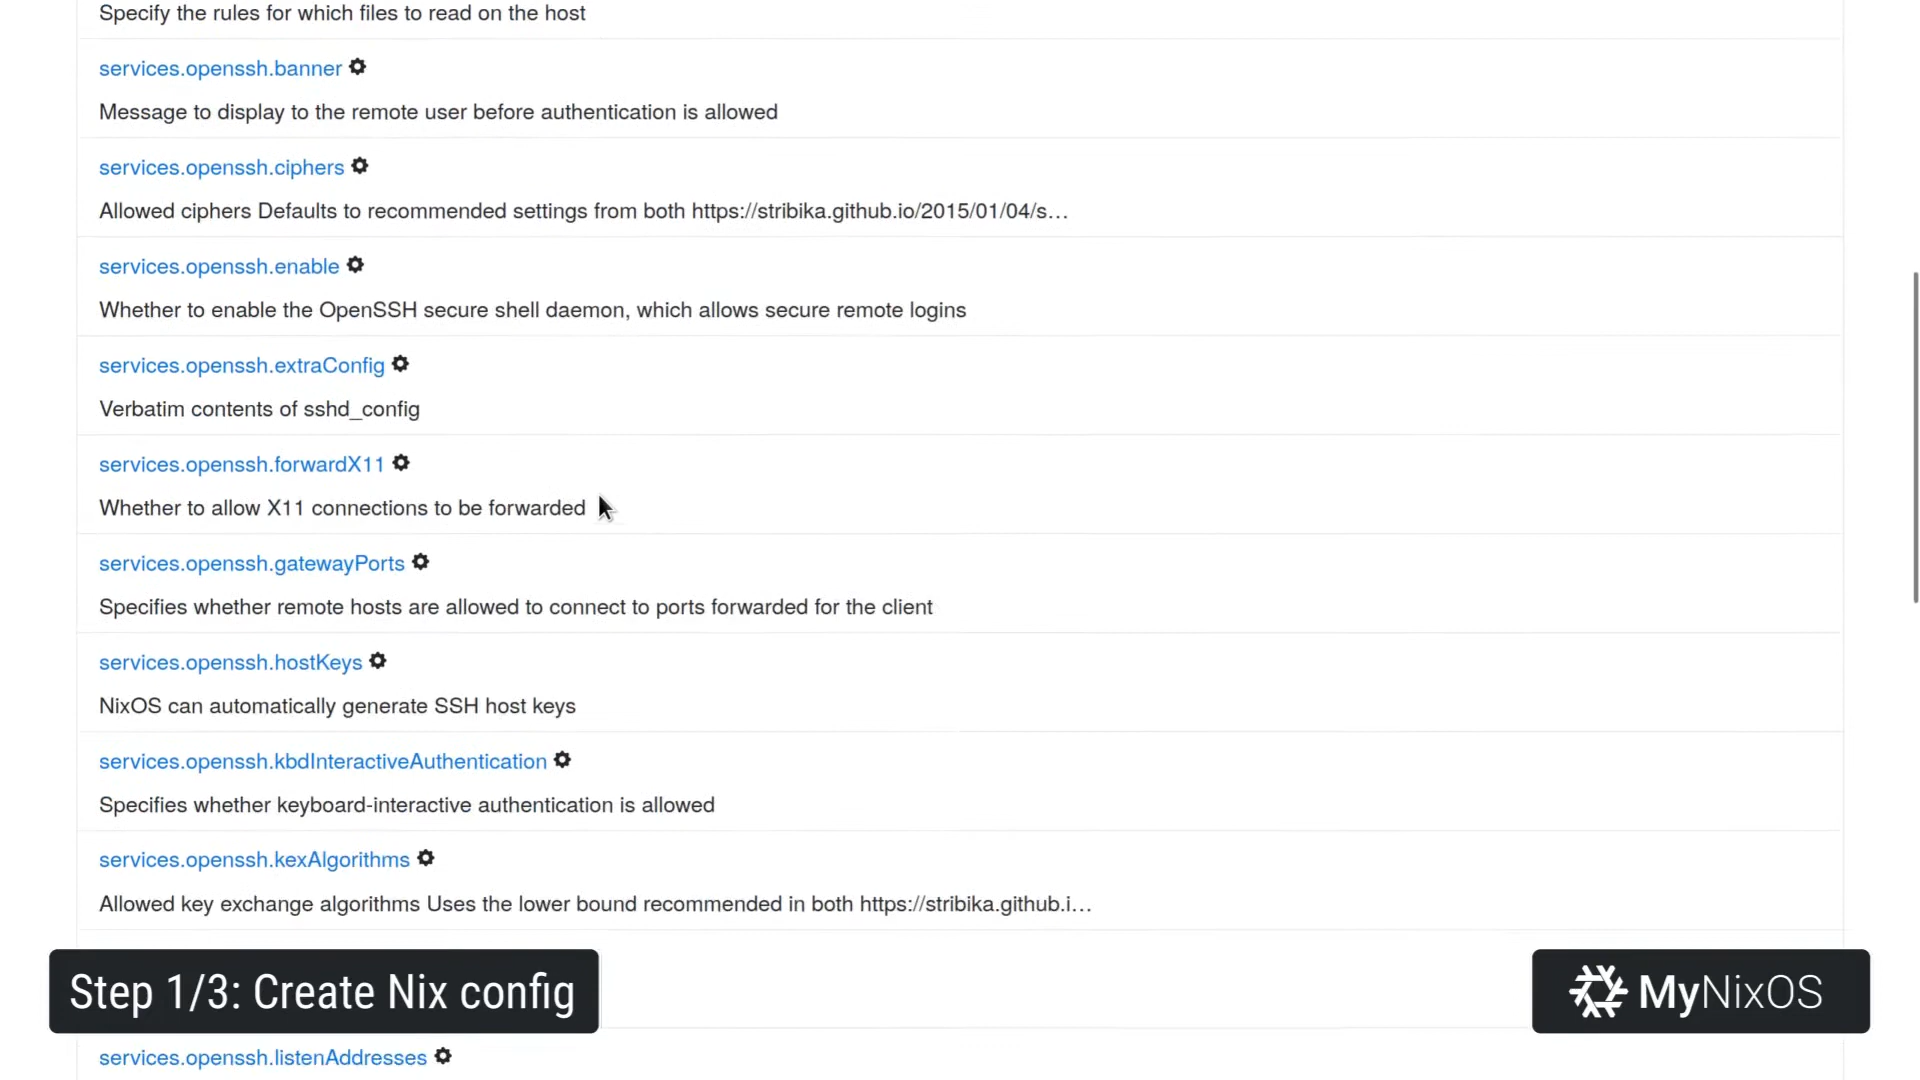 Specify the rules for which files to read on the host
services.openssh.banner
Message to display to the remote user before authentication is allowed
services.openssh.ciphers
Allowed ciphers Defaults to recommended settings from both https://stribika.github.io/2015/01/04/s…
services.openssh.enable
Whether to enable the OpenSSH secure shell daemon, which allows secure remote logins
services.openssh.extraConfig
Verbatim contents of sshd_config
services.openssh.forwardX11
Whether to allow X11 connections to be forwarded
services.openssh.gatewayPorts
Specifies whether remote hosts are allowed to connect to ports forwarded for the client
services.openssh.hostKeys
NixOS can automatically generate SSH host keys
services.openssh.kbdInteractiveAuthentication
Specifies whether keyboard-interactive authentication is allowed
services.openssh.kexAlgorithms
Allowed key exchange algorithms Uses the lower bound recommended in both https://stribika.github.i…
Step 1/3: Create Nix config
MyNixOS
services.openssh.listenAddresses